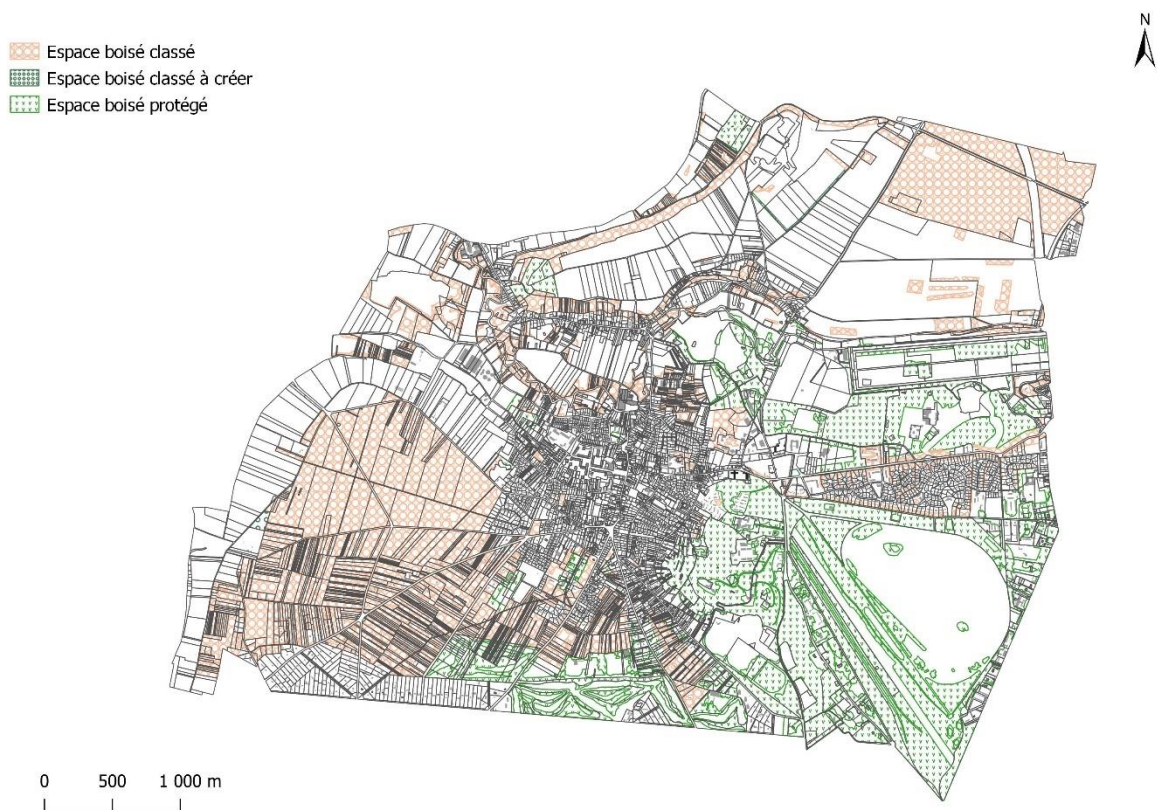 N
Espace boisé classé
Espace boisé classé à créer
Espace boisé protégé
0 500 1 000 m